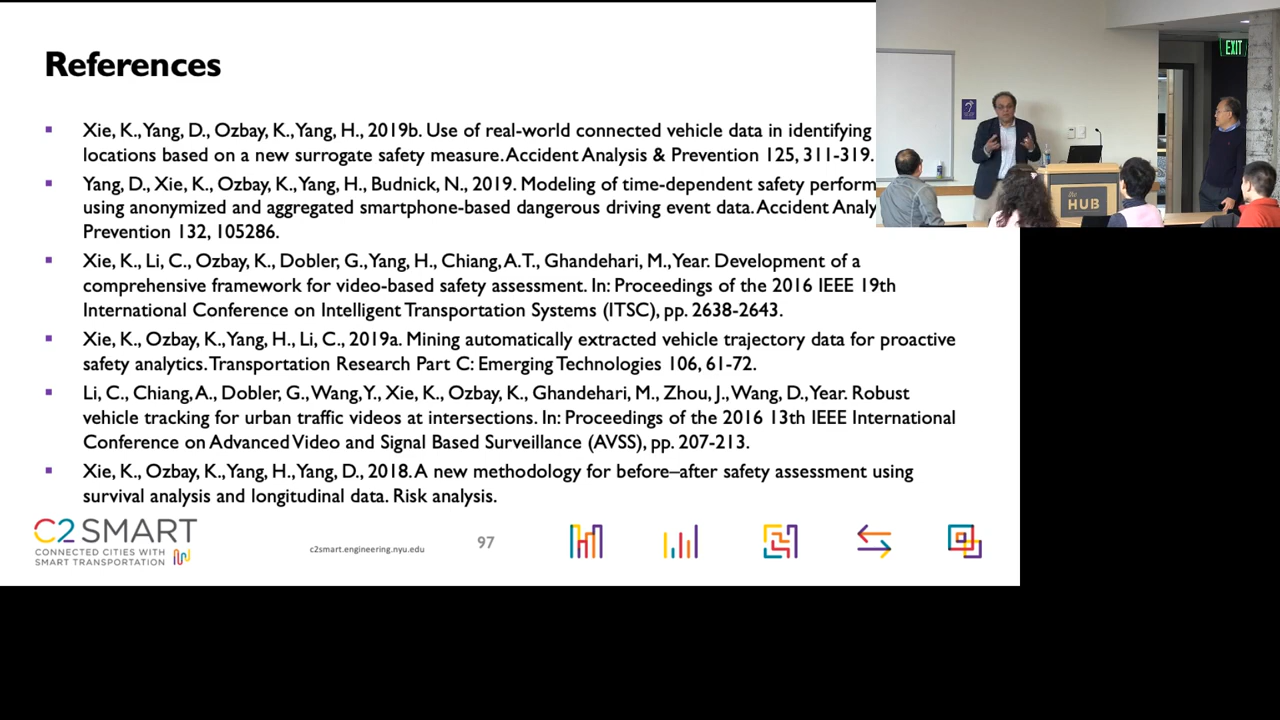 References
▪ Xie, K., Yang, D., Ozbay, K., Yang, H., 2019b. Use of real-world connected vehicle data in identifying
locations based on a new surrogate safety measure. Accident Analysis & Prevention 125, 311-319.
▪ Yang, D., Xie, K., Ozbay, K., Yang, H., Budnick, N., 2019. Modeling of time-dependent safety perform
using anonymized and aggregated smartphone-based dangerous driving event data. Accident Analy
Prevention 132, 105286.
▪ Xie, K., Li, C., Ozbay, K., Dobler, G., Yang, H., Chiang, A.T., Ghandehari, M., Year. Development of a
comprehensive framework for video-based safety assessment. In: Proceedings of the 2016 IEEE 19th
International Conference on Intelligent Transportation Systems (ITSC), pp. 2638-2643.
▪ Xie, K., Ozbay, K., Yang, H., Li, C., 2019a. Mining automatically extracted vehicle trajectory data for proactive
safety analytics. Transportation Research Part C: Emerging Technologies 106, 61-72.
▪ Li, C., Chiang, A., Dobler, G., Wang, Y., Xie, K., Ozbay, K., Ghandehari, M., Zhou, J., Wang, D., Year. Robust
vehicle tracking for urban traffic videos at intersections. In: Proceedings of the 2016 13th IEEE International
Conference on Advanced Video and Signal Based Surveillance (AVSS), pp. 207-213.
▪ Xie, K., Ozbay, K., Yang, H., Yang, D., 2018. A new methodology for before–after safety assessment using
survival analysis and longitudinal data. Risk analysis.
C2 SMART
CONNECTED CITIES WITH
SMART TRANSPORTATION
c2smart.engineering.nyu.edu
97
EXIT
the
HUB